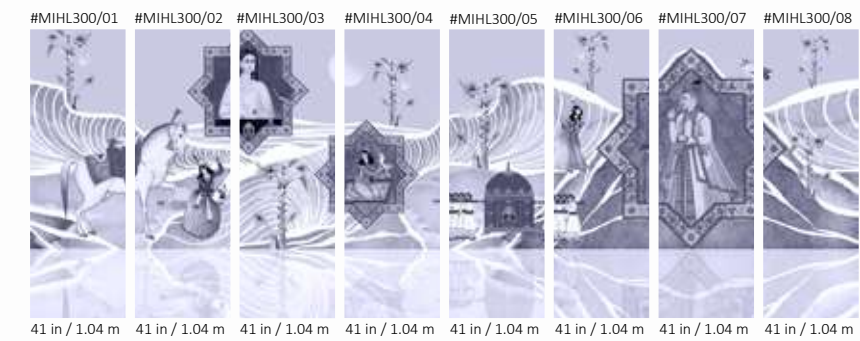 #MIHL300/01 #MIHL300/02 #MIHL300/03 #MIHL300/04 #MIHL300/05 #MIHL300/06 #MIHL300/07 #MIHL300/08
41 in / 1.04 m 41 in / 1.04 m 41 in / 1.04 m 41 in / 1.04 m 41 in / 1.04 m 41 in / 1.04 m 41 in / 1.04 m 41 in / 1.04 m